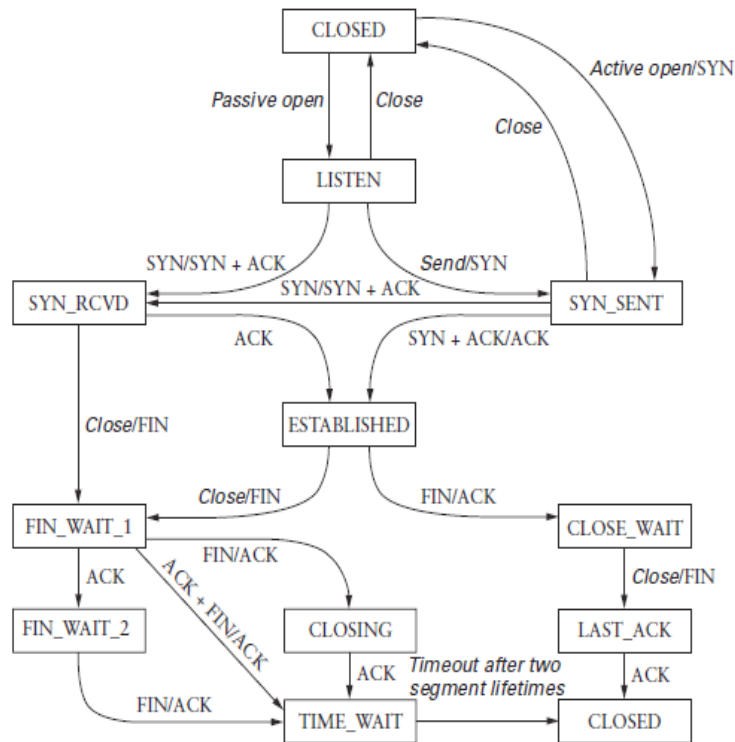 CLOSED
Active open/SYN
Passive open
Close
Close
LISTEN
SYN/SYN + ACK
Send/SYN
SYN/SYN + ACK
SYN_RCVD
SYN_SENT
ACK
SYN + ACK/ACK
Close/FIN
ESTABLISHED
Close/FIN
FIN/ACK
FIN_WAIT_1
CLOSE_WAIT
FIN/ACK
ACK
ACK + FIN/ACK
Close/FIN
FIN_WAIT_2
CLOSING
LAST_ACK
ACK
Timeout after two
segment lifetimes
ACK
FIN/ACK
TIME_WAIT
CLOSED